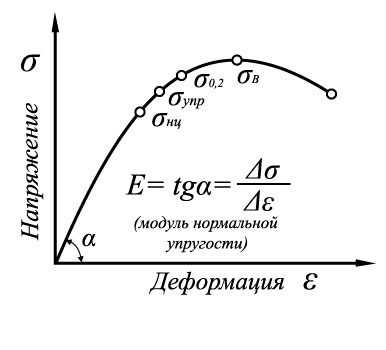 σ
Напряжение
σ0,2
σв
σупр
σнц
E= tgα= Δσ/Δε
(модуль нормальной
упругости)
α
Деформация ε